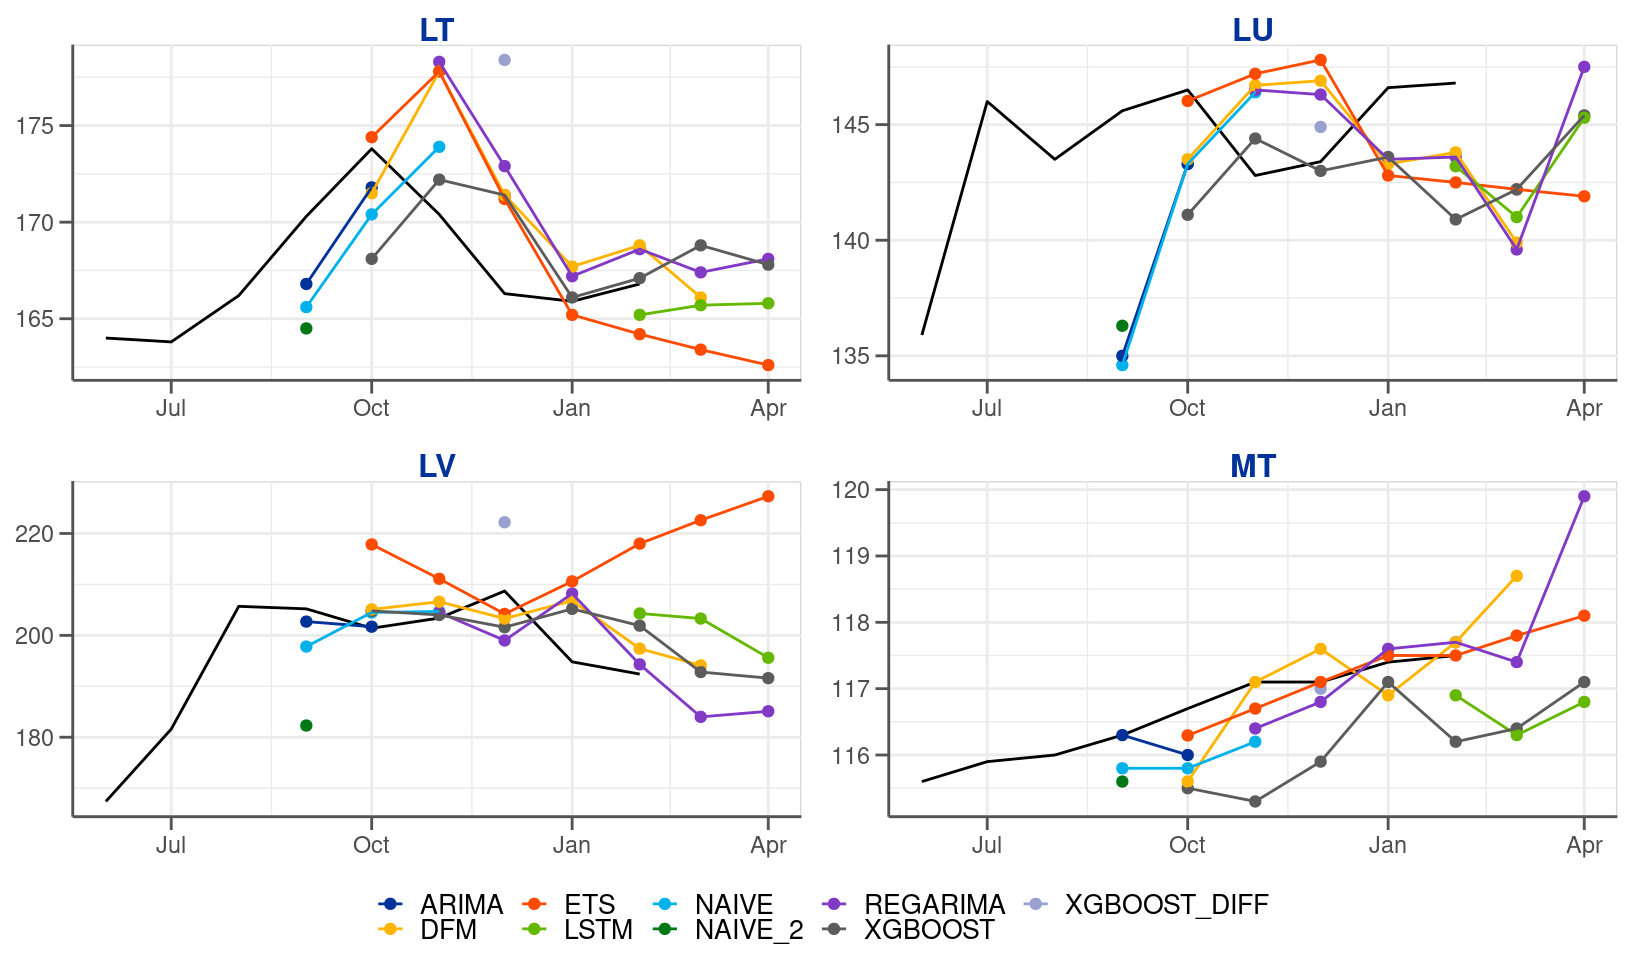 LT
LU
175
170
165
Jul
Oct
Jan
Apr
145
140
135
Jul
Oct
Jan
Apr
LV
MT
220
200
180
Jul
Oct
Jan
Apr
120
119
118
117
116
Jul
Oct
Jan
Apr
ARIMA
ETS
NAIVE
REGARIMA
XGBOOST_DIFF
DFM
LSTM
NAIVE_2
XGBOOST